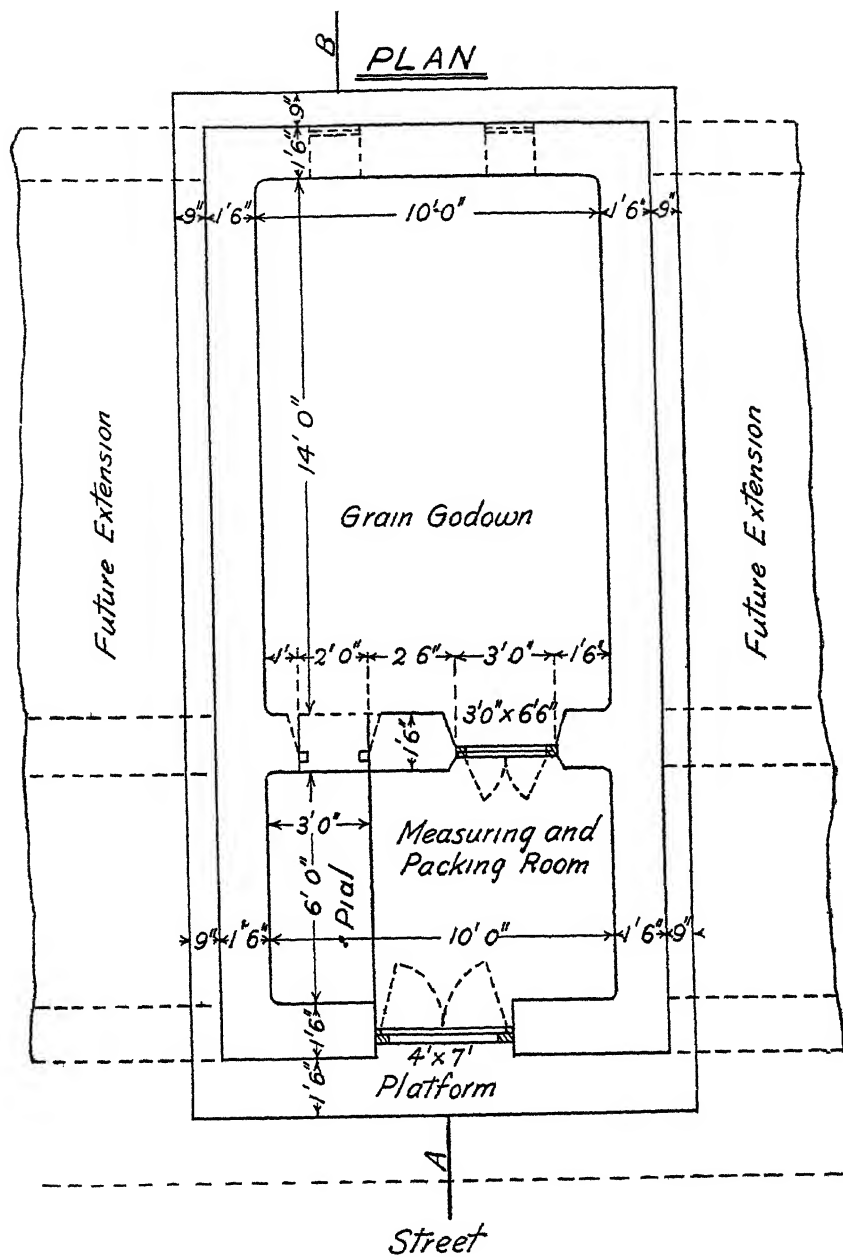 B
PLAN
9"
1'6"
9" 1'6" 10'-0" 1'6" 9"
14' 0"
Future Extension
Grain Godown
Future Extension
1' 2' 0" 2 6" 3' 0" 1'6"
3'0" × 6'6"
1'6"
3' 0"
Measuring and
Packing Room
6' 0"
Pial
9" 1'6" 10' 0" 1'6" 9"
1'6"
4' × 7'
1'6"
Platform
A
Street